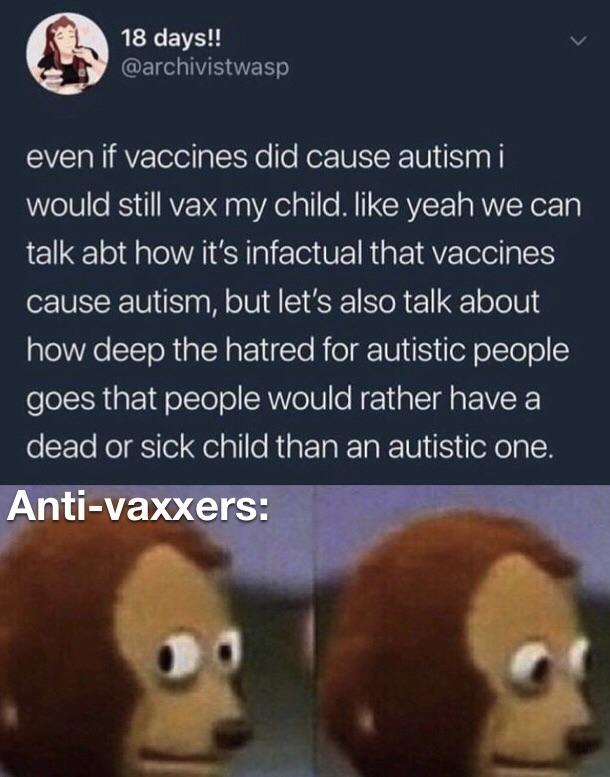 18 days!!
@archivistwasp
even if vaccines did cause autism i
would still vax my child. like yeah we can
talk abt how it's infactual that vaccines
cause autism, but let's also talk about
how deep the hatred for autistic people
goes that people would rather have a
dead or sick child than an autistic one.
Anti-vaxxers: